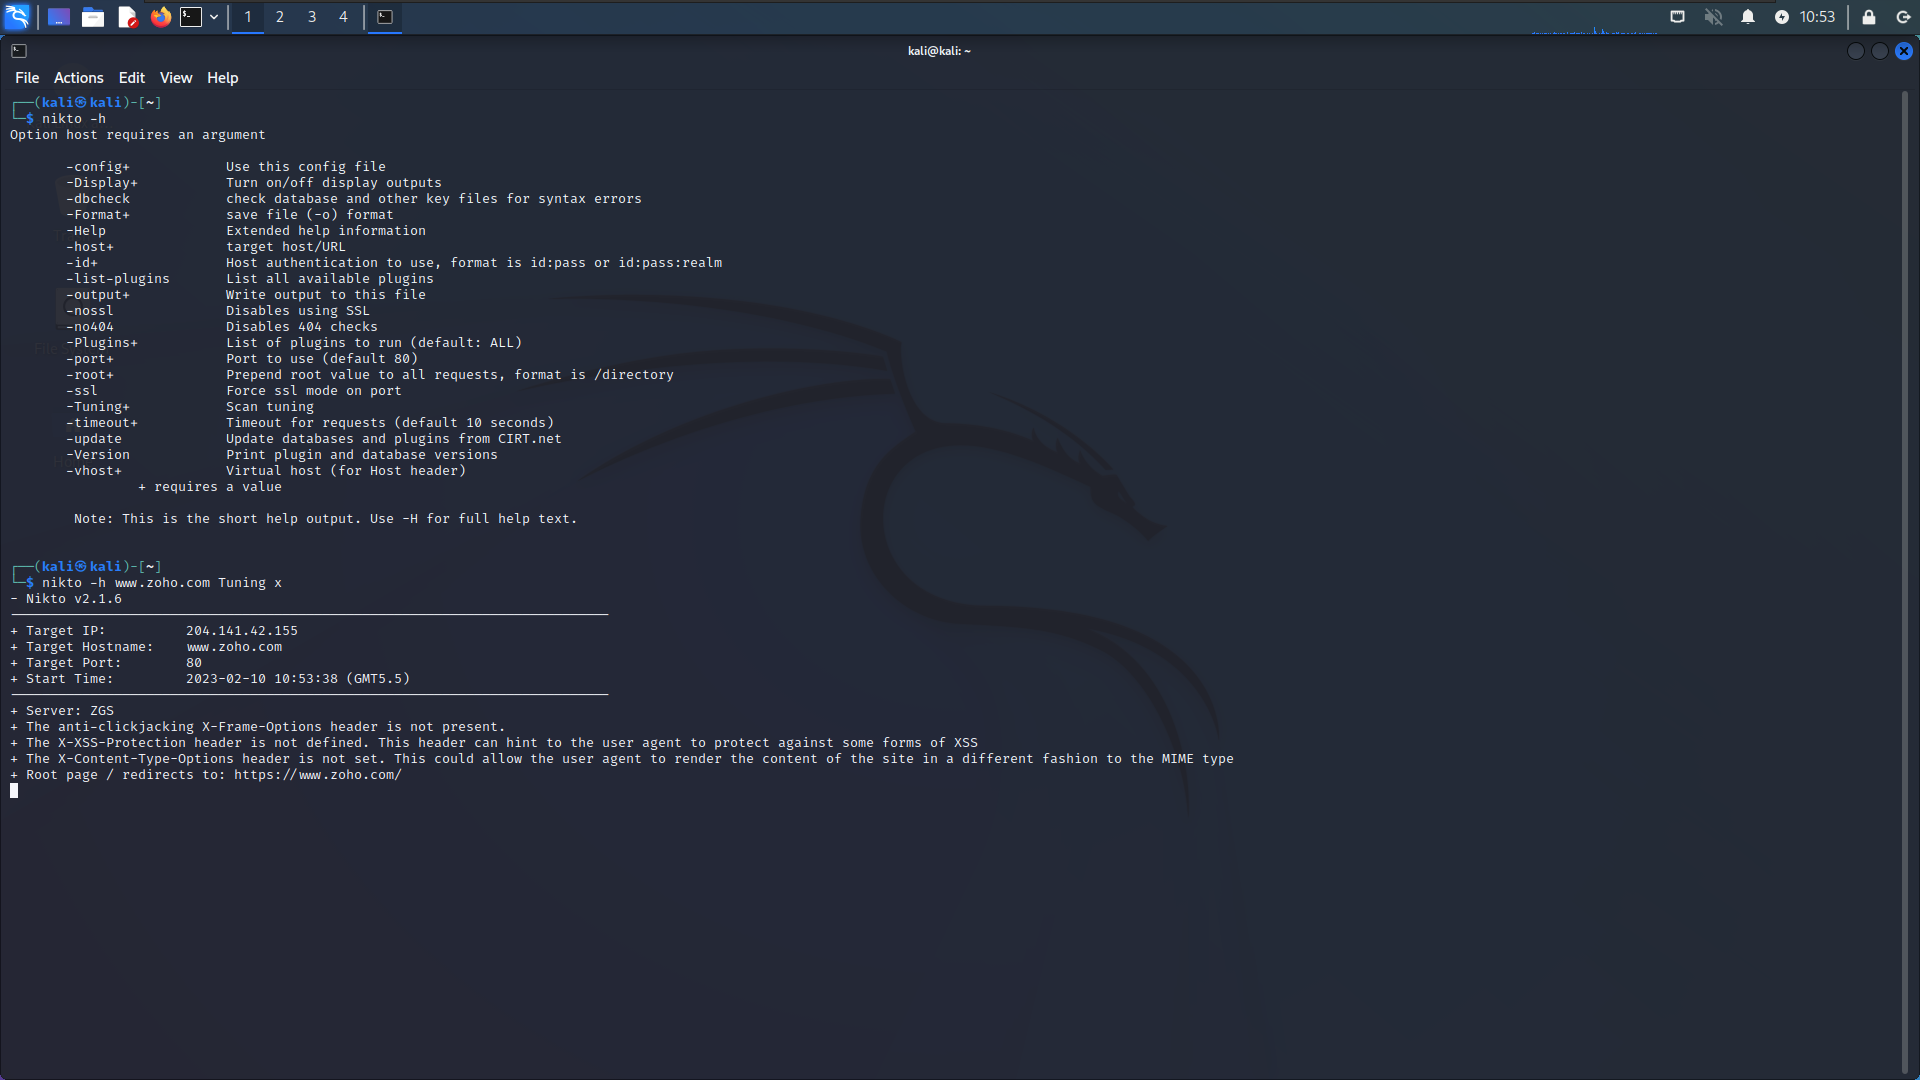 1 2 3 4 10:53
kali@kali: ~
File Actions Edit View Help
┌──(kali㉿kali)-[~]
└─$ nikto -h
Option host requires an argument
-config+ Use this config file
-Display+ Turn on/off display outputs
-dbcheck check database and other key files for syntax errors
-Format+ save file (-o) format
-Help Extended help information
-host+ target host/URL
-id+ Host authentication to use, format is id:pass or id:pass:realm
-list-plugins List all available plugins
-output+ Write output to this file
-nossl Disables using SSL
-no404 Disables 404 checks
-Plugins+ List of plugins to run (default: ALL)
-port+ Port to use (default 80)
-root+ Prepend root value to all requests, format is /directory
-ssl Force ssl mode on port
-Tuning+ Scan tuning
-timeout+ Timeout for requests (default 10 seconds)
-update Update databases and plugins from CIRT.net
-Version Print plugin and database versions
-vhost+ Virtual host (for Host header)
+ requires a value
Note: This is the short help output. Use -H for full help text.
┌──(kali㉿kali)-[~]
└─$ nikto -h www.zoho.com Tuning x
- Nikto v2.1.6
+ Target IP: 204.141.42.155
+ Target Hostname: www.zoho.com
+ Target Port: 80
+ Start Time: 2023-02-10 10:53:38 (GMT5.5)
+ Server: ZGS
+ The anti-clickjacking X-Frame-Options header is not present.
+ The X-XSS-Protection header is not defined. This header can hint to the user agent to protect against some forms of XSS
+ The X-Content-Type-Options header is not set. This could allow the user agent to render the content of the site in a different fashion to the MIME type
+ Root page / redirects to: https://www.zoho.com/